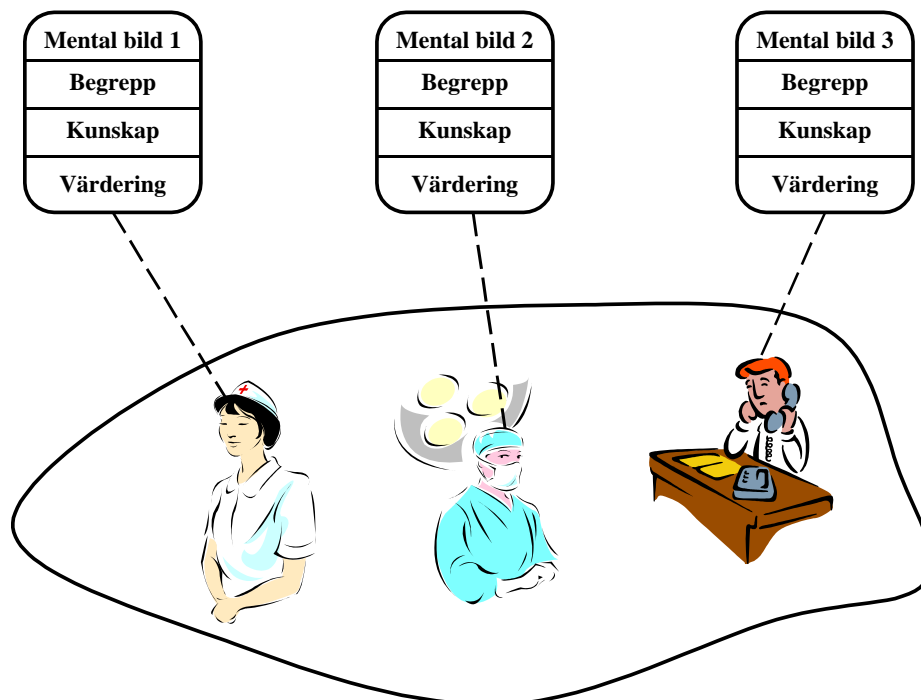 Mental bild 1
Begrepp
Kunskap
Värdering
Mental bild 2
Begrepp
Kunskap
Värdering
Mental bild 3
Begrepp
Kunskap
Värdering